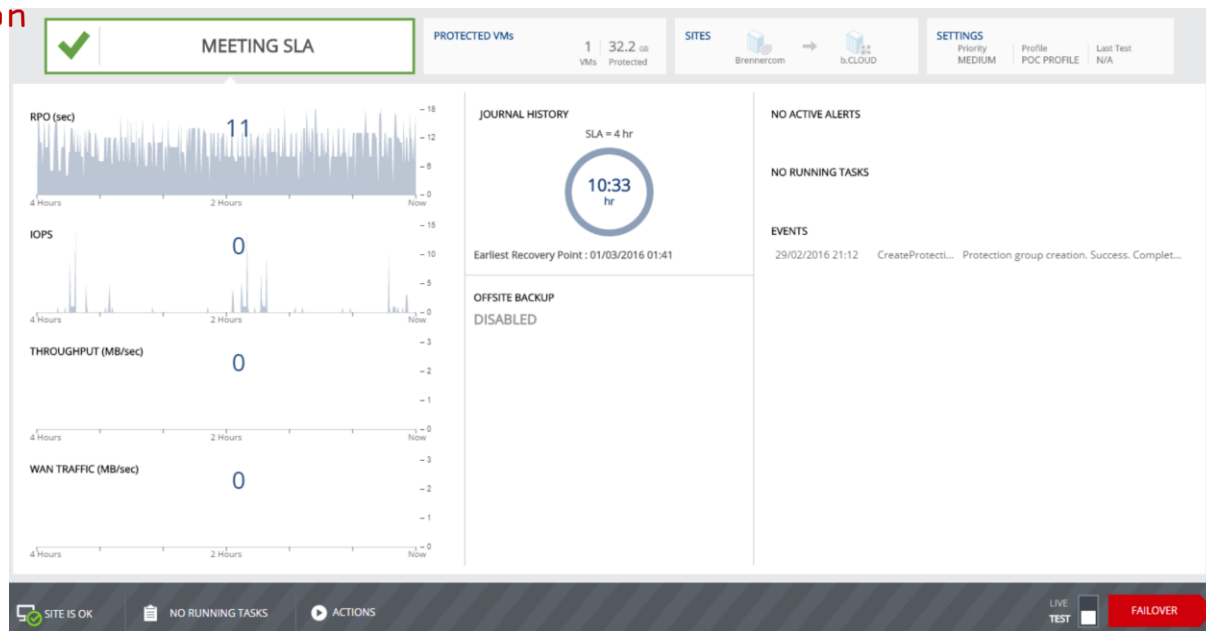 on
MEETING SLA
PROTECTED VMs
1
VMs
32.2 GB
Protected
SITES
Brennercom
b.CLOUD
SETTINGS
Priority
MEDIUM
Profile
POC PROFILE
Last Test
N/A
RPO (sec)
11
18
12
6
0
4 Hours
2 Hours
Now
IOPS
0
15
10
5
0
4 Hours
2 Hours
Now
THROUGHPUT (MB/sec)
0
3
2
1
0
4 Hours
2 Hours
Now
WAN TRAFFIC (MB/sec)
0
3
2
1
0
4 Hours
2 Hours
Now
JOURNAL HISTORY
SLA = 4 hr
10:33
hr
Earliest Recovery Point : 01/03/2016 01:41
OFFSITE BACKUP
DISABLED
NO ACTIVE ALERTS
NO RUNNING TASKS
EVENTS
29/02/2016 21:12 CreateProtecti... Protection group creation. Success. Complet...
SITE IS OK
NO RUNNING TASKS
ACTIONS
LIVE
TEST
FAILOVER